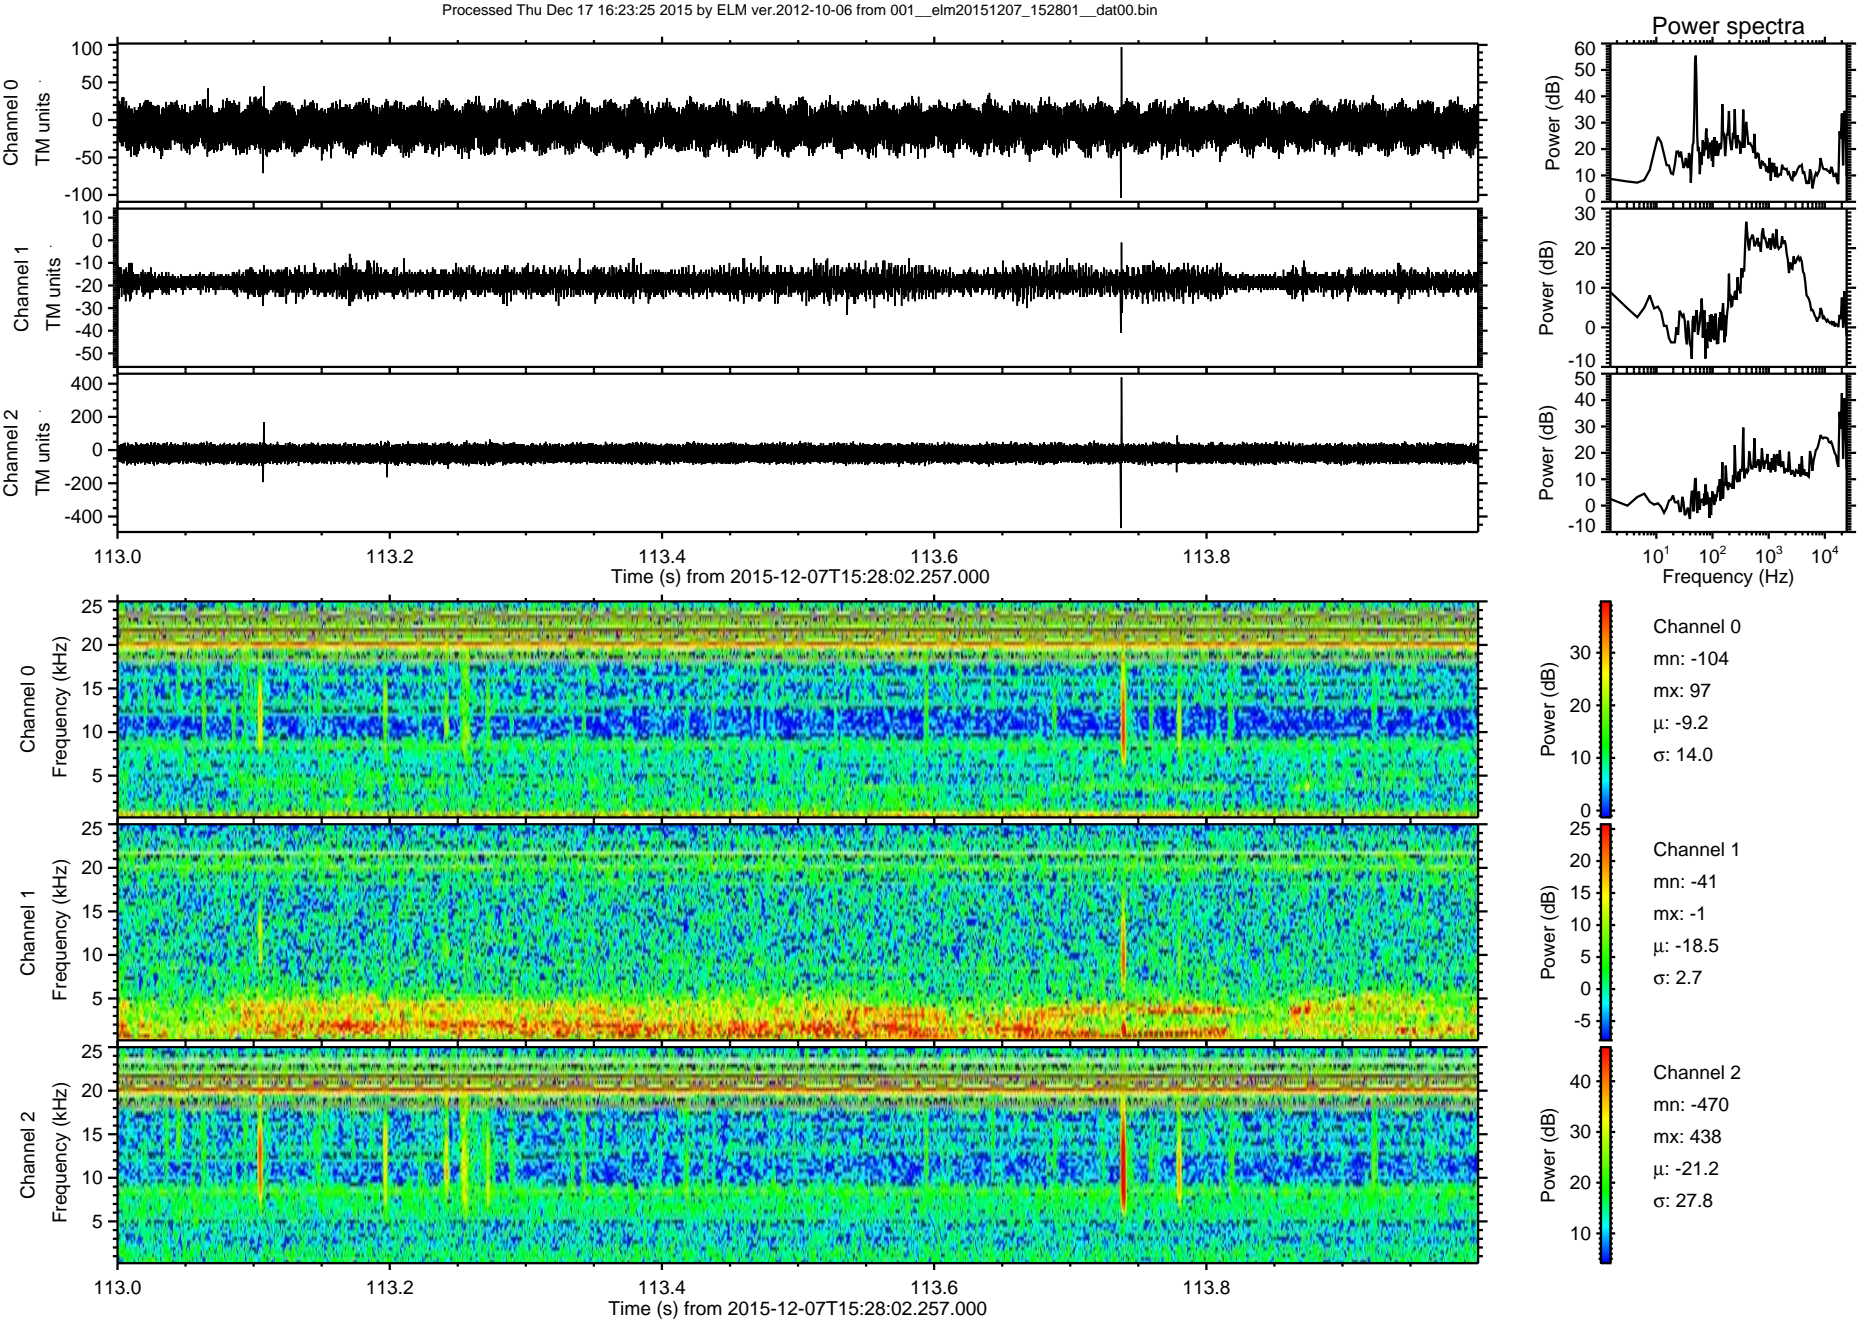 Processed Thu Dec 17 16:23:25 2015 by ELM ver.2012-10-06 from 001__elm20151207_152801__dat00.bin
Power spectra
Channel 0
TM units
100
50
0
-50
-100
Power (dB)
60
50
40
30
20
10
0
Channel 1
TM units
10
0
-10
-20
-30
-40
-50
Power (dB)
30
20
10
0
-10
Channel 2
TM units
400
200
0
-200
-400
Power (dB)
50
40
30
20
10
0
-10
113.0 113.2 113.4 113.6 113.8
Time (s) from 2015-12-07T15:28:02.257.000
10^1 10^2 10^3 10^4
Frequency (Hz)
Channel 0
Frequency (kHz)
25
20
15
10
5
Power (dB)
30
20
10
0
Channel 0
mn: -104
mx: 97
μ: -9.2
σ: 14.0
Channel 1
Frequency (kHz)
25
20
15
10
5
Power (dB)
25
20
15
10
5
0
-5
Channel 1
mn: -41
mx: -1
μ: -18.5
σ: 2.7
Channel 2
Frequency (kHz)
25
20
15
10
5
Power (dB)
40
30
20
10
Channel 2
mn: -470
mx: 438
μ: -21.2
σ: 27.8
113.0 113.2 113.4 113.6 113.8
Time (s) from 2015-12-07T15:28:02.257.000